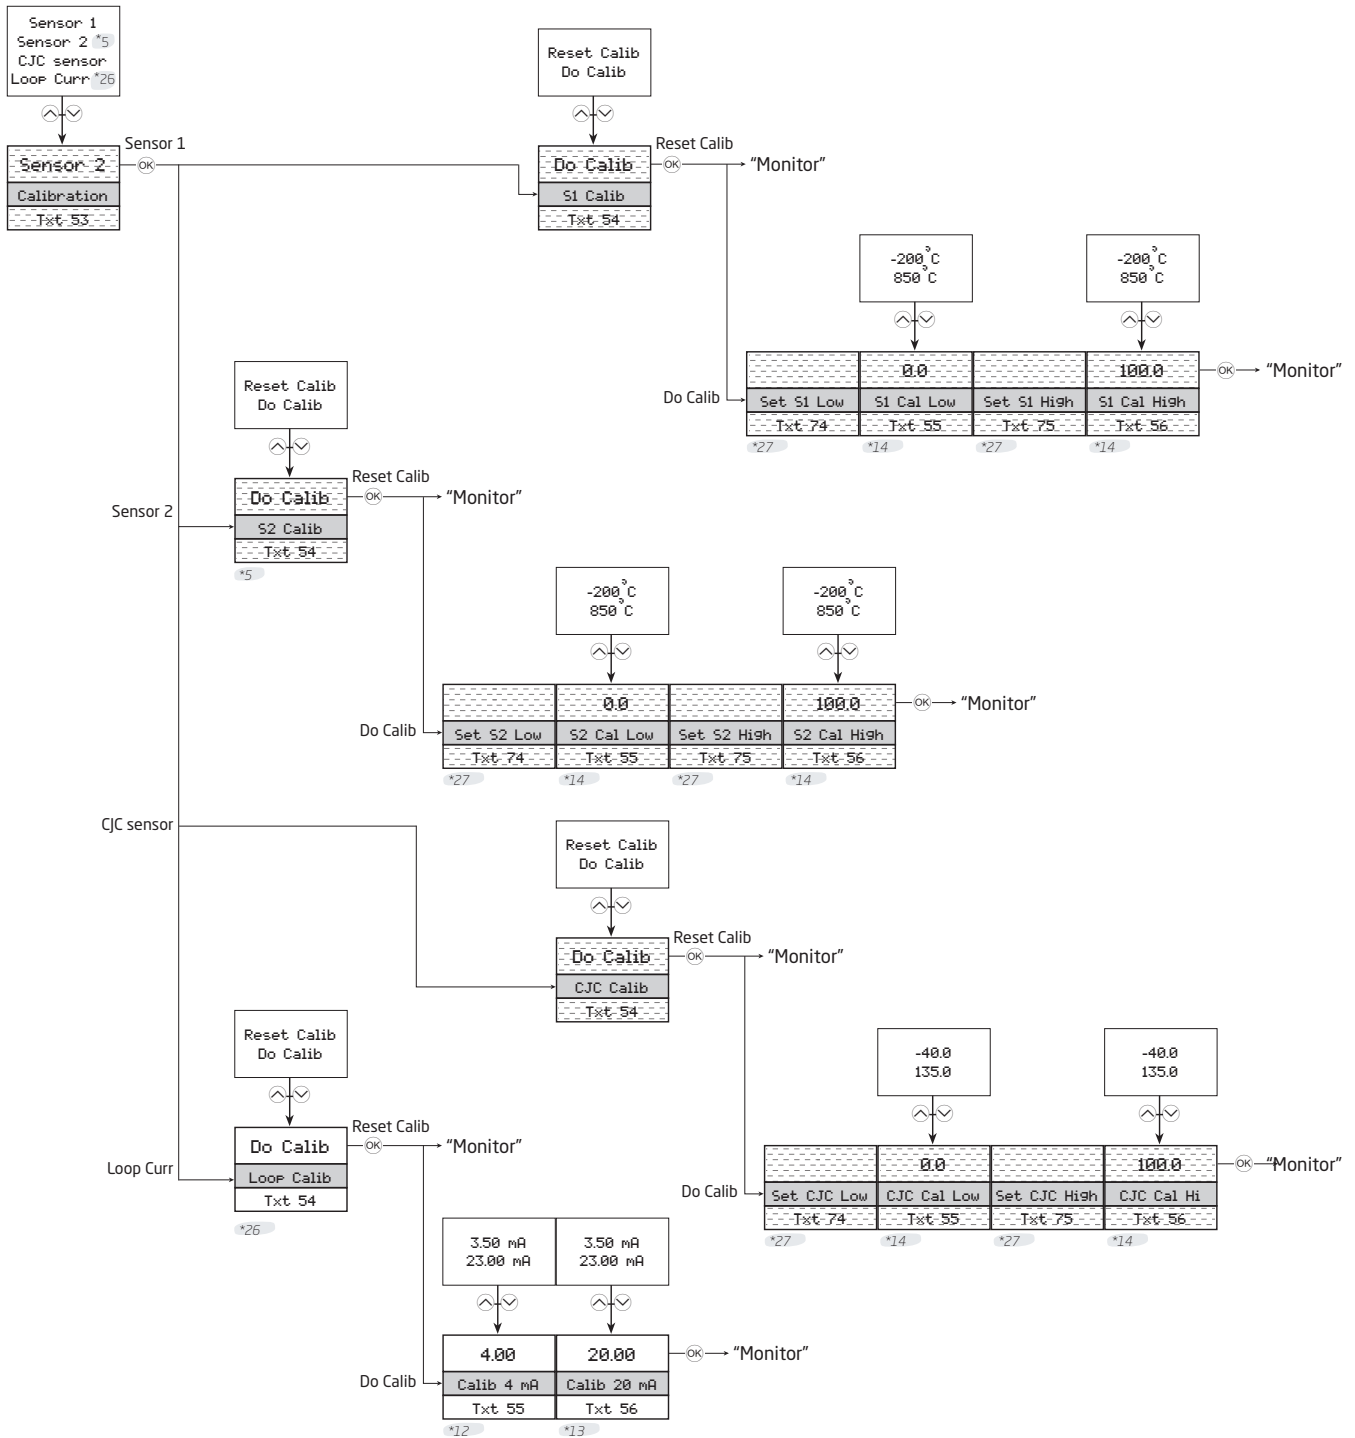 Sensor 1
Sensor 2 *5
CJC sensor
Loop Curr *26
Sensor 2
Calibration
Txt 53
Sensor 1
OK
Reset Calib
Do Calib
Do Calib
S1 Calib
Txt 54
Reset Calib
OK
"Monitor"
Do Calib
-200°C
850°C
-200°C
850°C
0.0
100.0
Set S1 Low
S1 Cal Low
Set S1 High
S1 Cal High
Txt 74
Txt 55
Txt 75
Txt 56
*27
*14
*27
*14
OK
"Monitor"
Sensor 2
Reset Calib
Do Calib
Do Calib
S2 Calib
Txt 54
*5
Reset Calib
OK
"Monitor"
Do Calib
-200°C
850°C
-200°C
850°C
0.0
100.0
Set S2 Low
S2 Cal Low
Set S2 High
S2 Cal High
Txt 74
Txt 55
Txt 75
Txt 56
*27
*14
*27
*14
OK
"Monitor"
CJC sensor
Reset Calib
Do Calib
Do Calib
CJC Calib
Txt 54
Reset Calib
OK
"Monitor"
Do Calib
-40.0
135.0
-40.0
135.0
0.0
100.0
Set CJC Low
CJC Cal Low
Set CJC High
CJC Cal Hi
Txt 74
Txt 55
Txt 75
Txt 56
*27
*14
*27
*14
OK
"Monitor"
Loop Curr
Reset Calib
Do Calib
Do Calib
Loop Calib
Txt 54
*26
Reset Calib
OK
"Monitor"
Do Calib
3.50 mA
23.00 mA
3.50 mA
23.00 mA
4.00
20.00
Calib 4 mA
Calib 20 mA
Txt 55
Txt 56
*12
*13
OK
"Monitor"